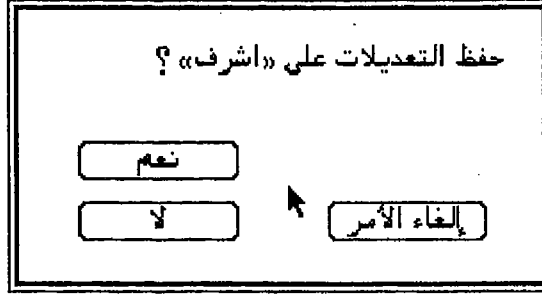 حفظ التعديلات على «اشرف» ؟
نعم
إلغاء الأمر
لا